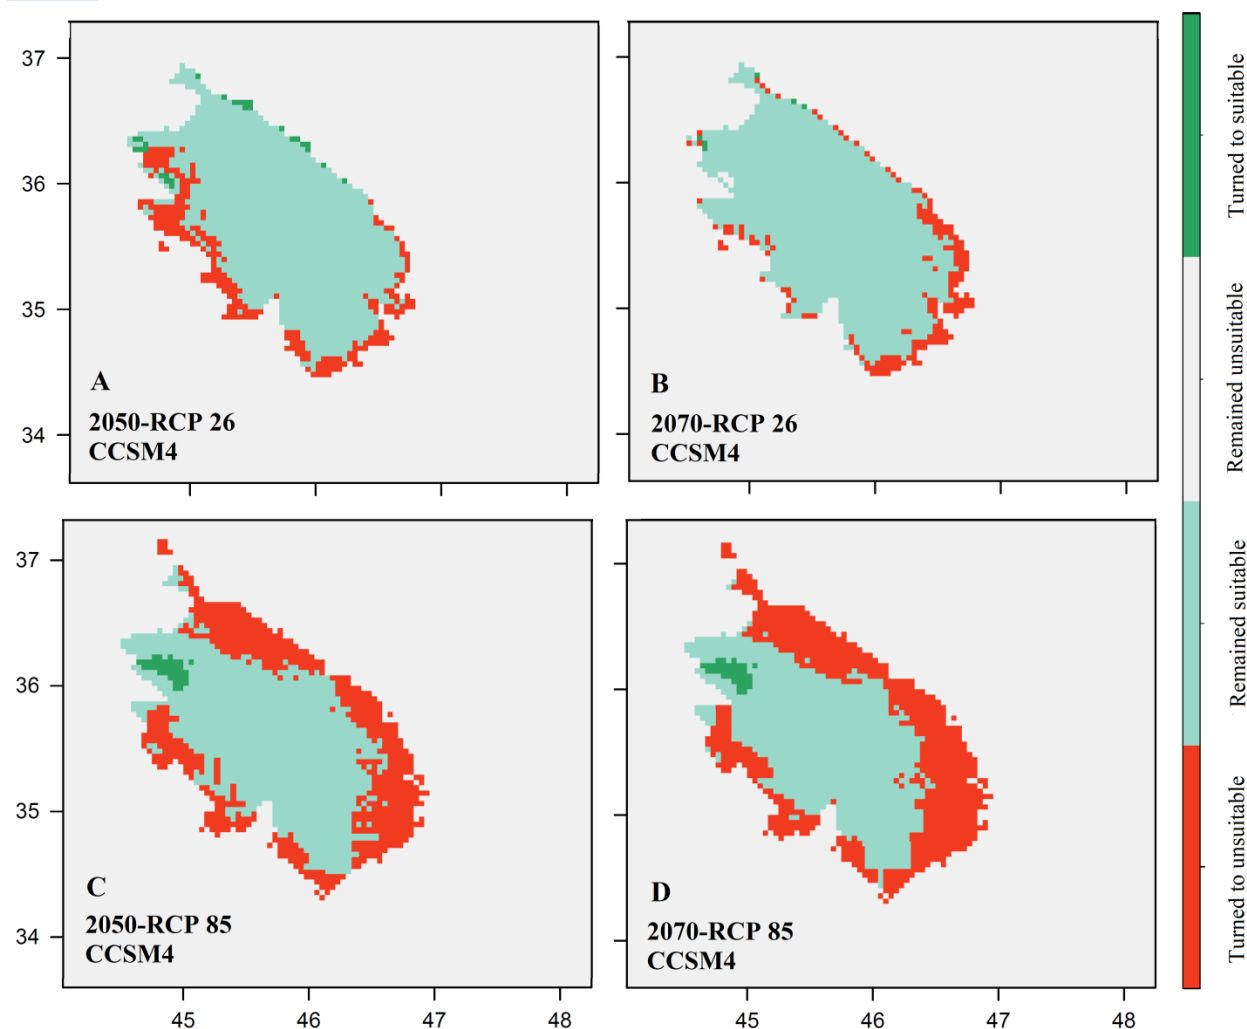 37
36
35
34
A
2050-RCP 26
CCSM4
B
2070-RCP 26
CCSM4
37
36
35
34
C
2050-RCP 85
CCSM4
D
2070-RCP 85
CCSM4
45
46
47
48
45
46
47
48
Turned to suitable
Remained unsuitable
Remained suitable
Turned to unsuitable